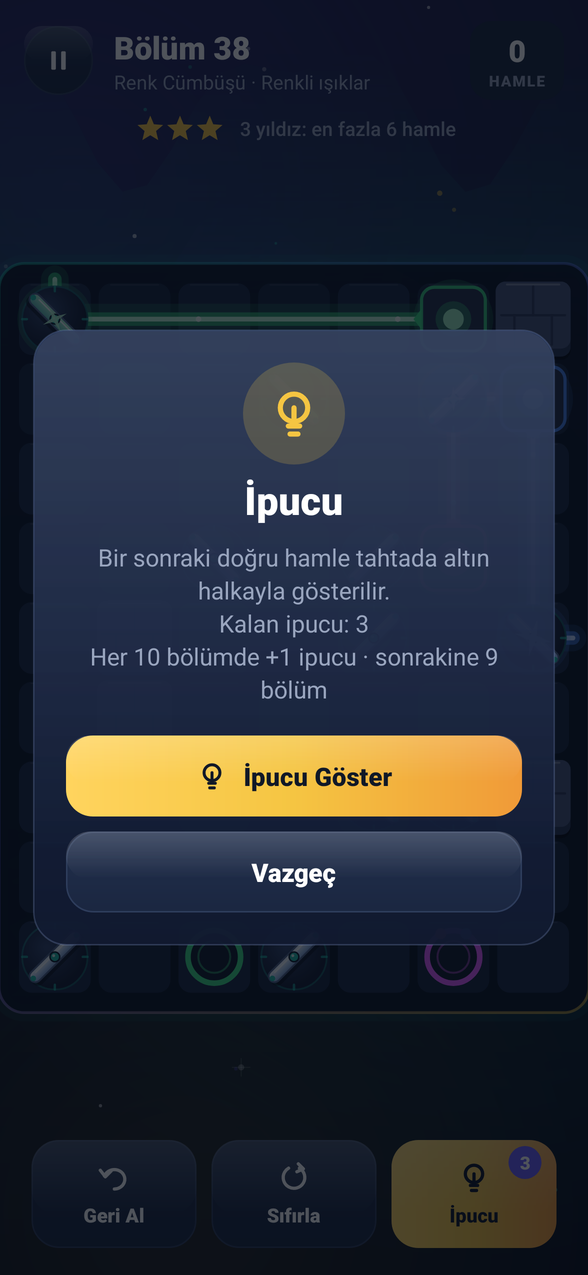 Bölüm 38
Renk Cümbüşü · Renkli ışıklar
0
HAMLE
3 yıldız: en fazla 6 hamle
İpucu
Bir sonraki doğru hamle tahtada altın
halkayla gösterilir.
Kalan ipucu: 3
Her 10 bölümde +1 ipucu · sonrakine 9
bölüm
İpucu Göster
Vazgeç
Geri Al
Sıfırla
3
İpucu